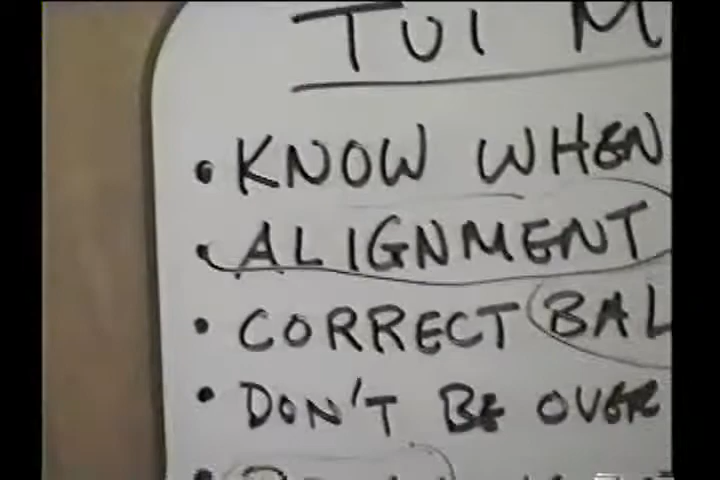 TUI M
• KNOW WHEN
• ALIGNMENT
• CORRECT BAL
• DON'T BE OVER